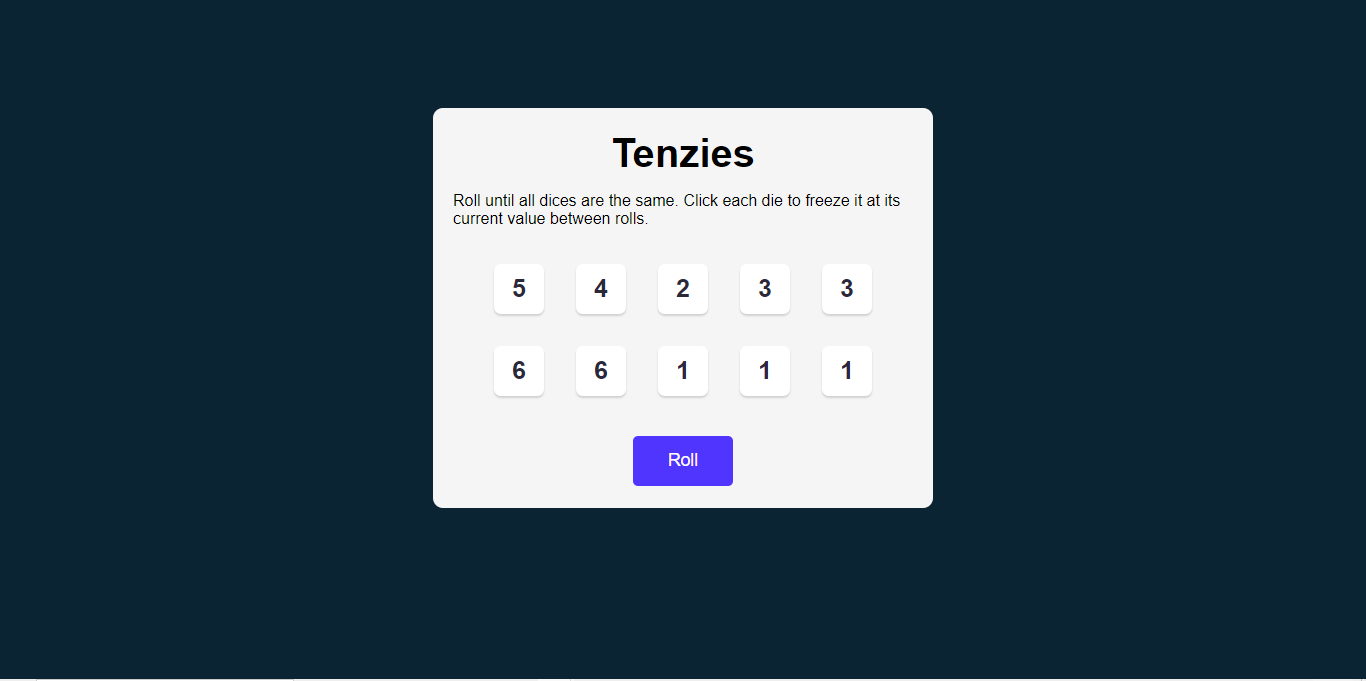 Tenzies
Roll until all dices are the same. Click each die to freeze it at its
current value between rolls.
5 4 2 3 3
6 6 1 1 1
Roll